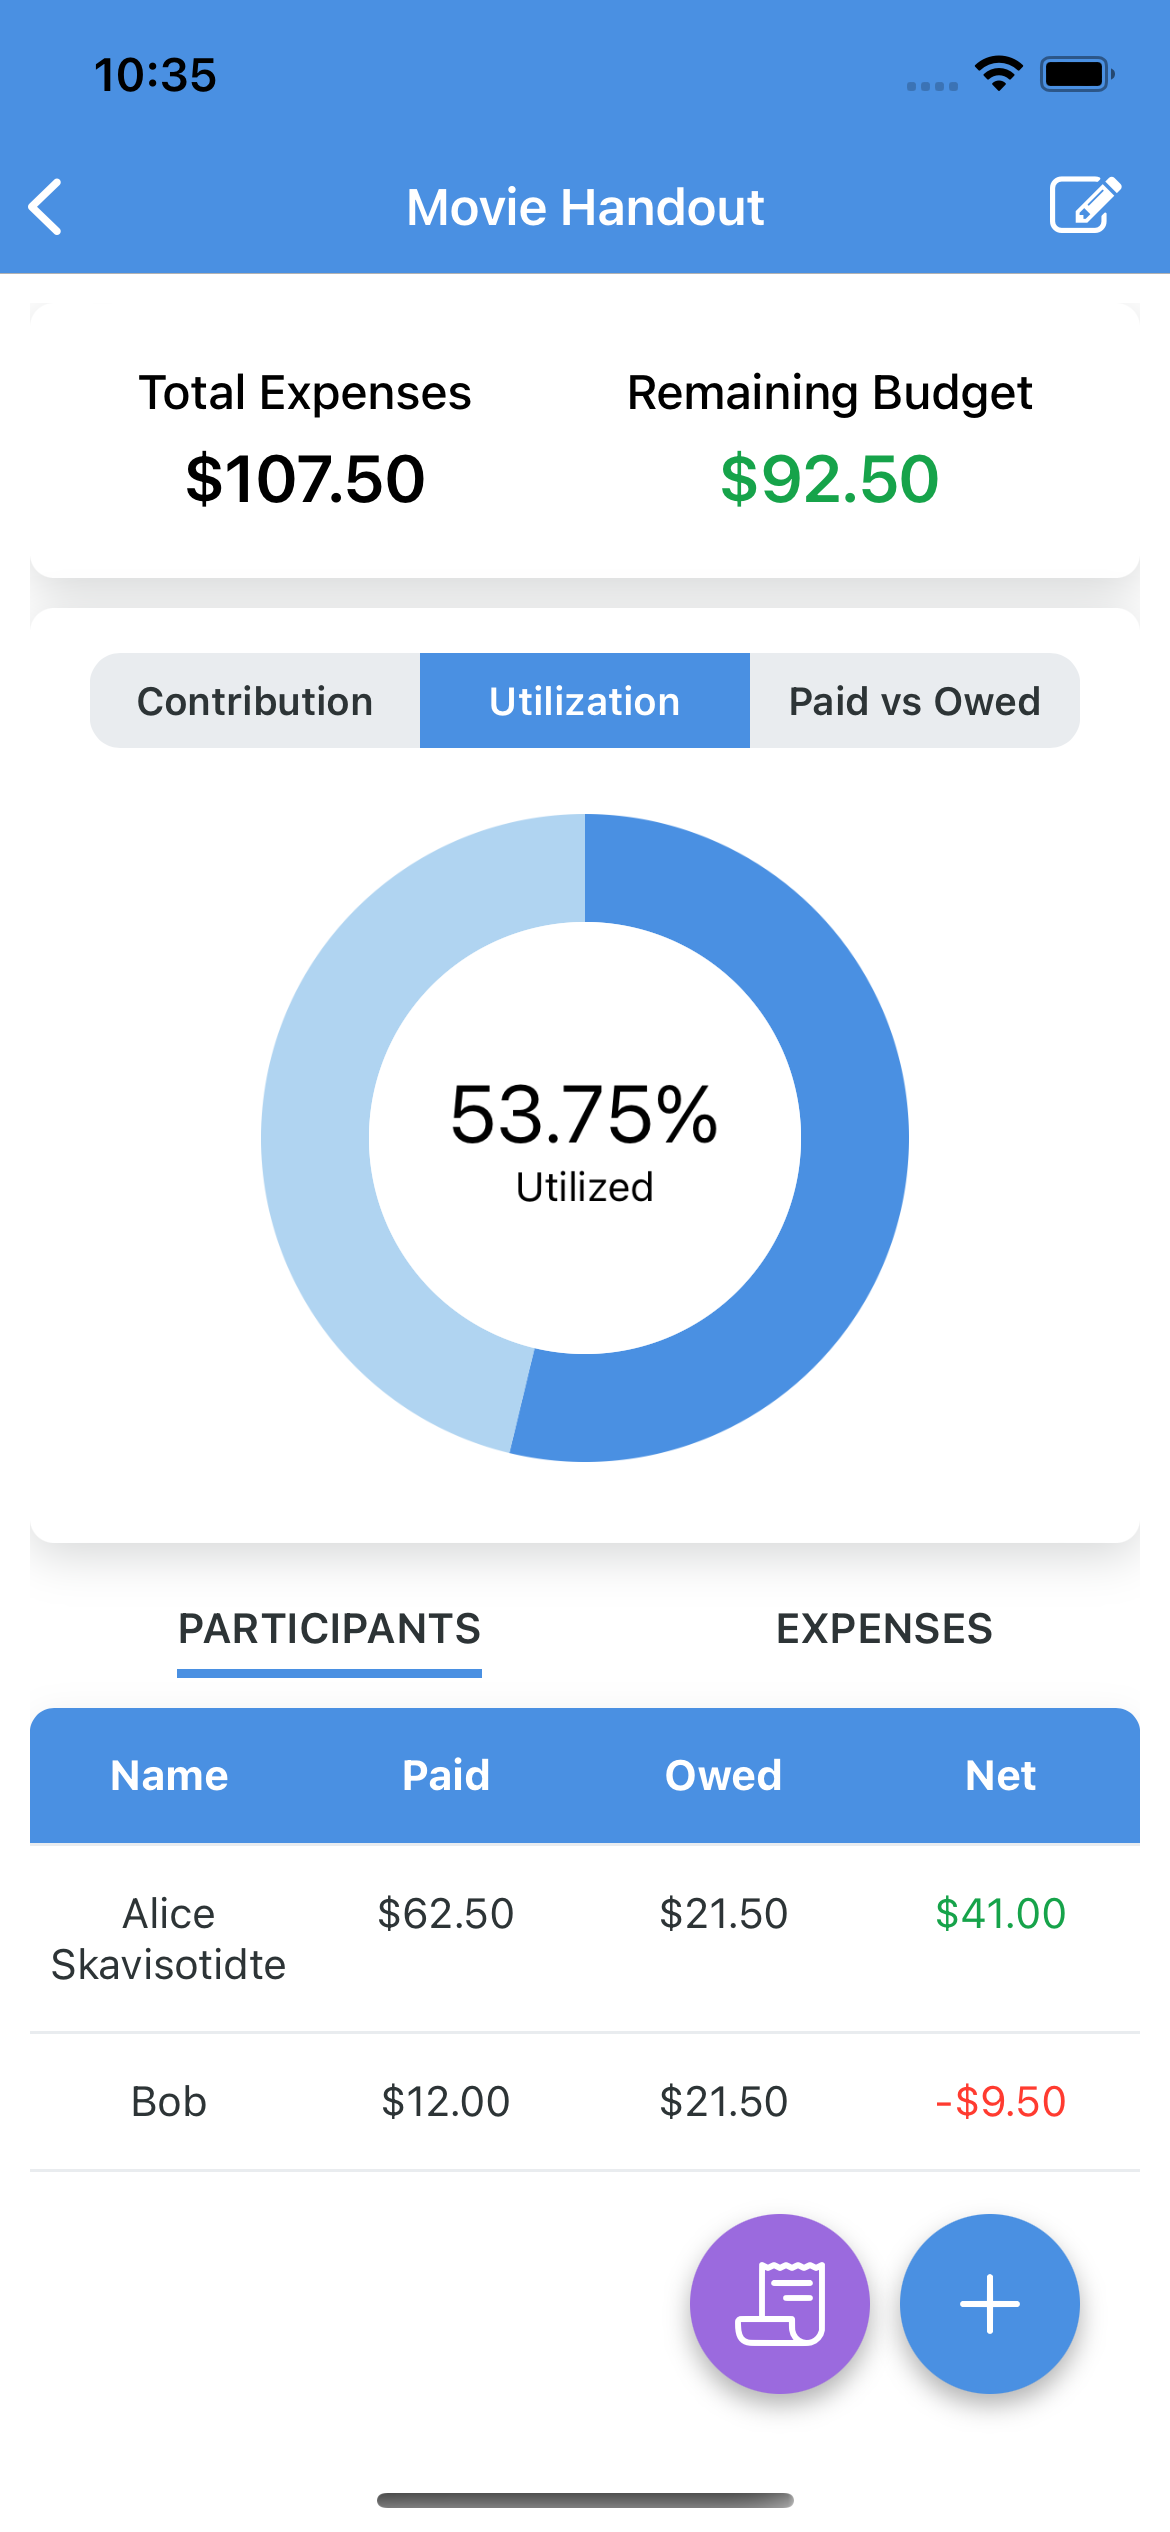 10:35
Movie Handout
Total Expenses
Remaining Budget
$107.50
$92.50
Contribution
Utilization
Paid vs Owed
53.75%
Utilized
PARTICIPANTS
EXPENSES
Name Paid Owed Net
Alice $62.50 $21.50 $41.00
Skavisotidte
Bob $12.00 $21.50 -$9.50